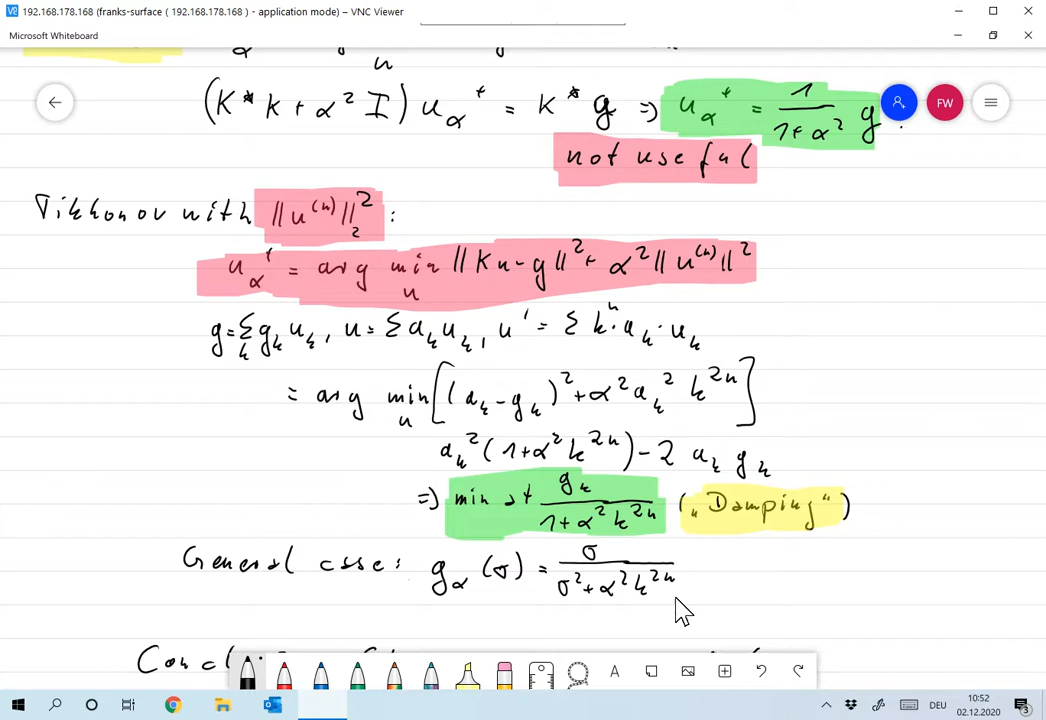 192.168.178.168 (franks-surface ( 192.168.178.168 ) - application mode) – VNC Viewer
Microsoft Whiteboard
(K* K + α² I) u_α^+ = K* g ⇒ u_α^+ = 1/(1+α²) g.
FW
not useful
Tikhonov with ‖u^(n)‖₂² :
u_α^+ = arg min_u ‖Ku-g‖² + α² ‖u^(n)‖²
g = Σ_k g_k u_k, u = Σ a_k u_k, u' = Σ k^n · a_k · u_k
= arg min_u [(a_k - g_k)² + α² a_k² k^{2n}]
a_k² (1+α² k^{2n}) - 2 a_k g_k
⇒ min at g_k/(1+α² k^{2n}) („Damping“)
General case: g_α(σ) = σ/(σ²+α² k^{2n})
A
DEU
10:52
02.12.2020
3